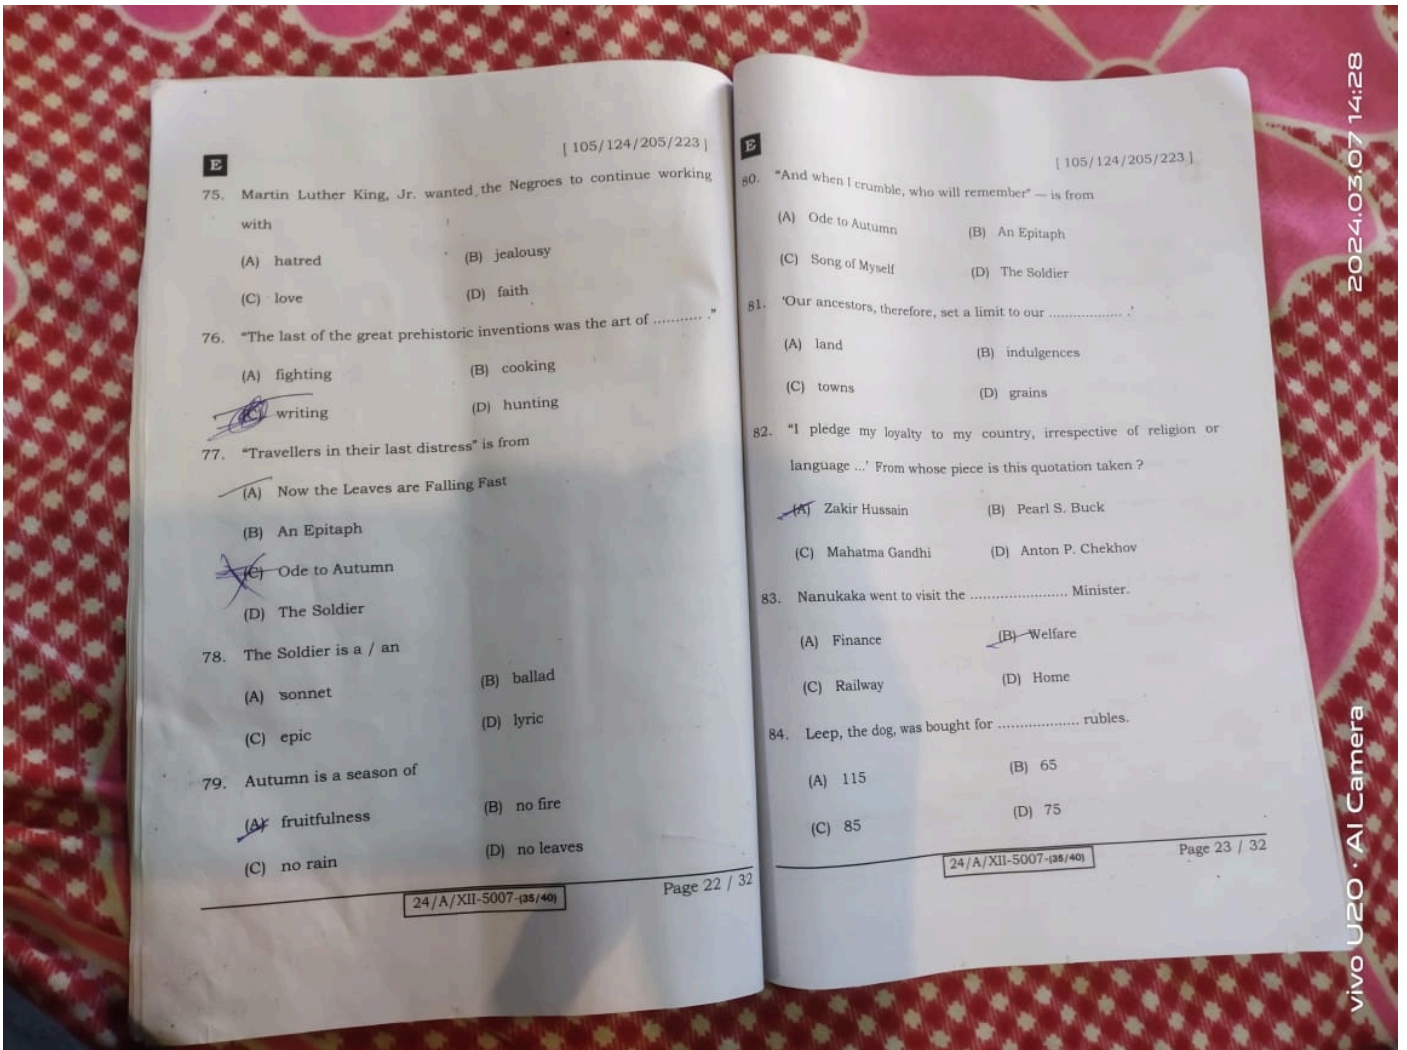 E
[ 105/124/205/223 ]
75. Martin Luther King, Jr. wanted the Negroes to continue working
with
(A) hatred
(B) jealousy
(C) love
(D) faith
76. "The last of the great prehistoric inventions was the art of ........... ."
(A) fighting
(B) cooking
(C) writing
(D) hunting
77. "Travellers in their last distress" is from
(A) Now the Leaves are Falling Fast
(B) An Epitaph
(C) Ode to Autumn
(D) The Soldier
78. The Soldier is a / an
(A) sonnet
(B) ballad
(C) epic
(D) lyric
79. Autumn is a season of
(A) fruitfulness
(B) no fire
(C) no rain
(D) no leaves
24/A/XII-5007-(35/40)
Page 22 / 32
E
[ 105/124/205/223 ]
80. "And when I crumble, who will remember" — is from
(A) Ode to Autumn
(B) An Epitaph
(C) Song of Myself
(D) The Soldier
81. 'Our ancestors, therefore, set a limit to our .................. .'
(A) land
(B) indulgences
(C) towns
(D) grains
82. "I pledge my loyalty to my country, irrespective of religion or
language ...' From whose piece is this quotation taken ?
(A) Zakir Hussain
(B) Pearl S. Buck
(C) Mahatma Gandhi
(D) Anton P. Chekhov
83. Nanukaka went to visit the ........................ Minister.
(A) Finance
(B) Welfare
(C) Railway
(D) Home
84. Leep, the dog, was bought for .................... rubles.
(A) 115
(B) 65
(C) 85
(D) 75
24/A/XII-5007-(35/40)
Page 23 / 32
2024.03.07 14:28
vivo U20 · AI Camera